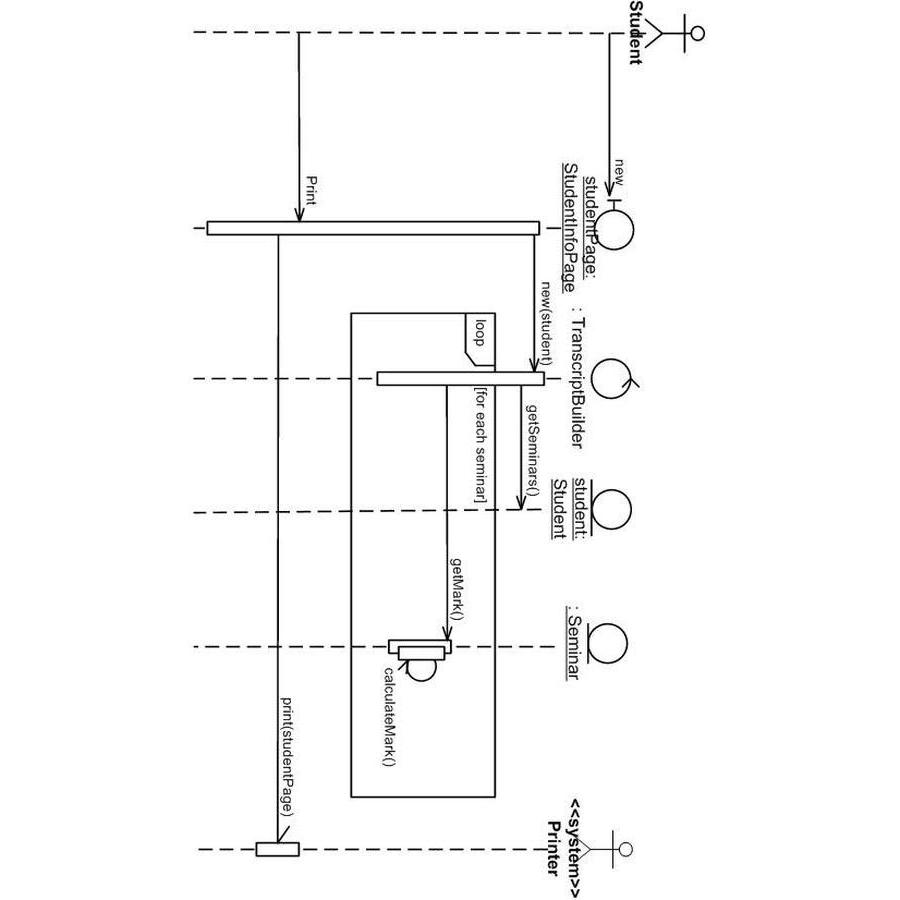 Student
new
studentPage:
StudentInfoPage
: TranscriptBuilder
student:
Student
: Seminar
<<system>>
Printer
new(student)
getSeminars()
loop
[for each seminar]
getMark()
calculateMark()
Print
print(studentPage)